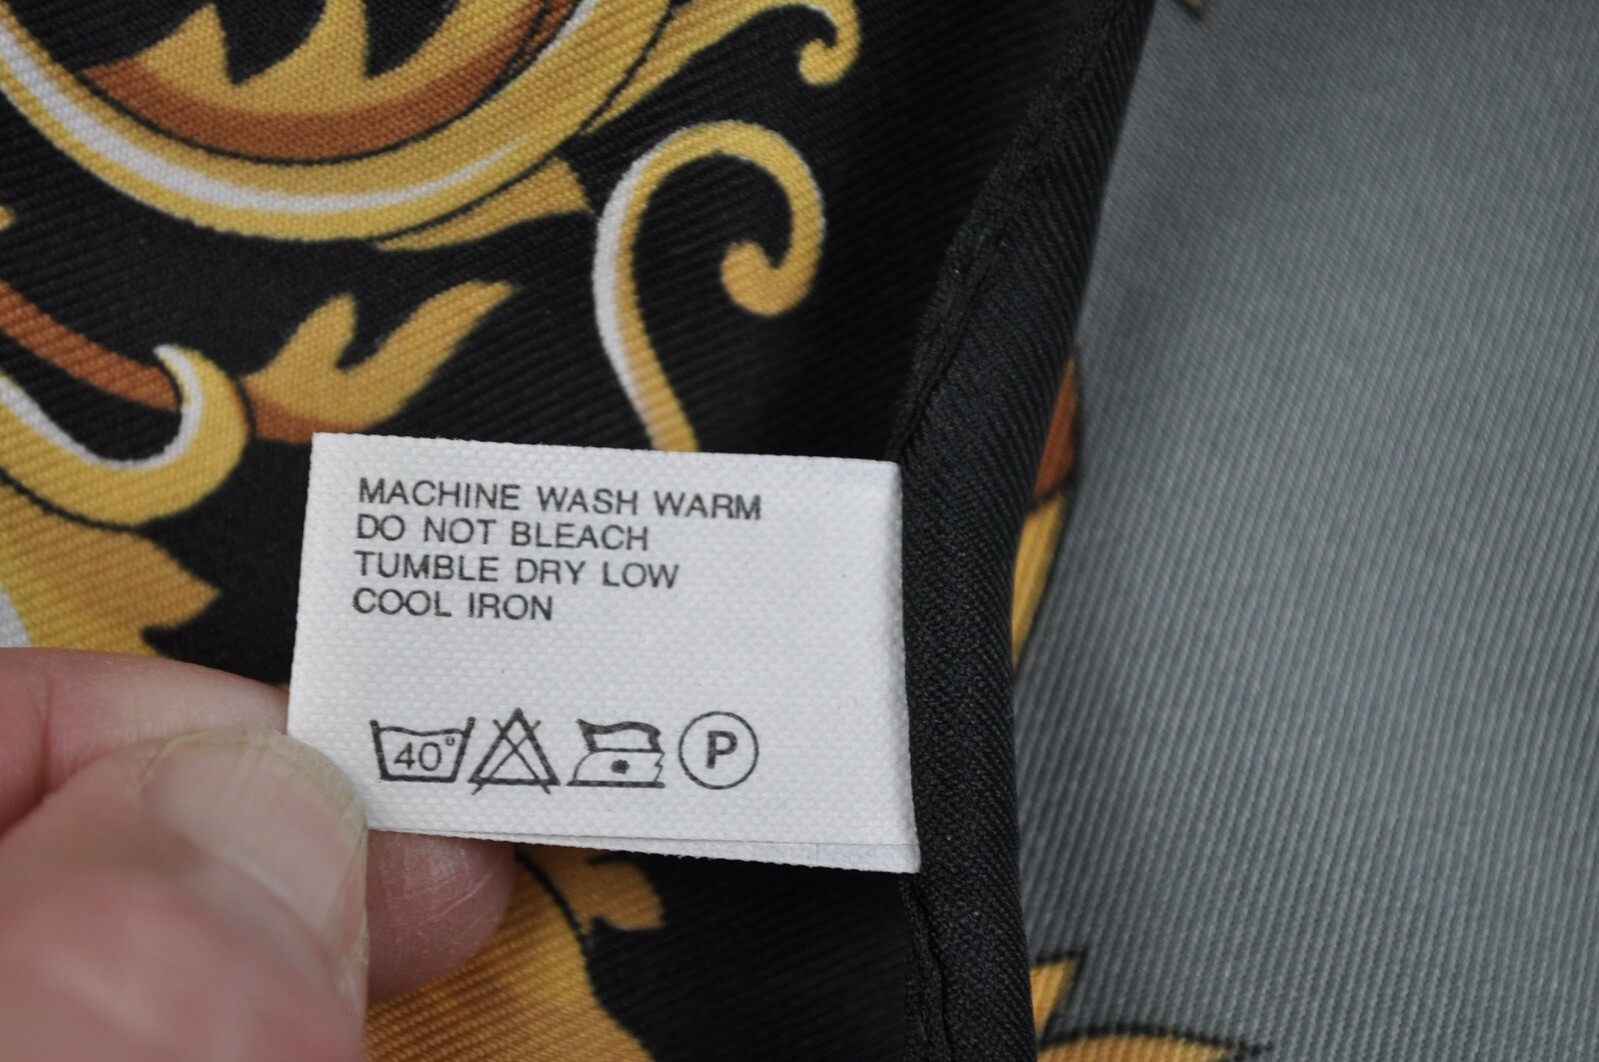 MACHINE WASH WARM
DO NOT BLEACH
TUMBLE DRY LOW
COOL IRON
40° P